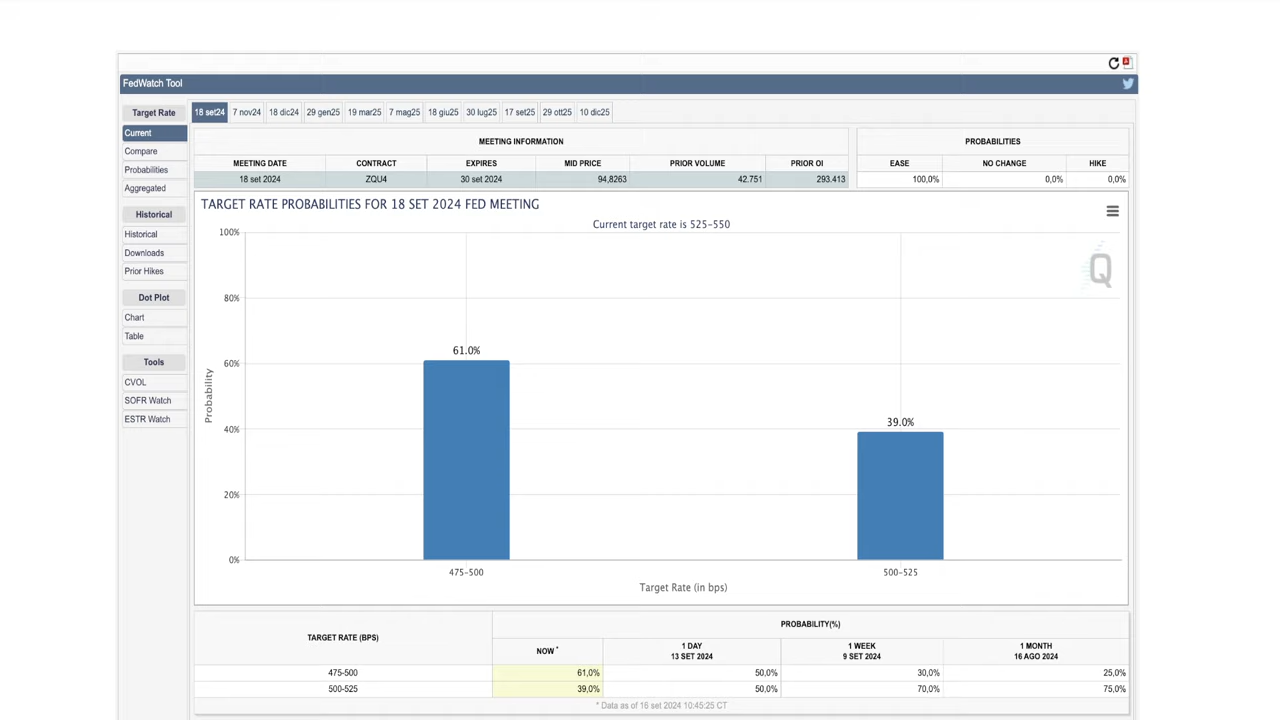 FedWatch Tool
Target Rate
Current
Compare
Probabilities
Aggregated
Historical
Historical
Downloads
Prior Hikes
Dot Plot
Chart
Table
Tools
CVOL
SOFR Watch
ESTR Watch
18 set24 7 nov24 18 dic24 29 gen25 19 mar25 7 mag25 18 giu25 30 lug25 17 set25 29 ott25 10 dic25
MEETING INFORMATION
MEETING DATE CONTRACT EXPIRES MID PRICE PRIOR VOLUME PRIOR OI
18 set 2024 ZQU4 30 set 2024 94,8263 42.751 293.413
PROBABILITIES
EASE NO CHANGE HIKE
100,0% 0,0% 0,0%
TARGET RATE PROBABILITIES FOR 18 SET 2024 FED MEETING
Current target rate is 525-550
100%
80%
60%
40%
20%
0%
Probability
61.0%
39.0%
Q
475-500 500-525
Target Rate (in bps)
TARGET RATE (BPS) PROBABILITY(%)
NOW * 1 DAY 1 WEEK 1 MONTH
13 SET 2024 9 SET 2024 16 AGO 2024
475-500 61,0% 50,0% 30,0% 25,0%
500-525 39,0% 50,0% 70,0% 75,0%
* Data as of 16 set 2024 10:45:25 CT